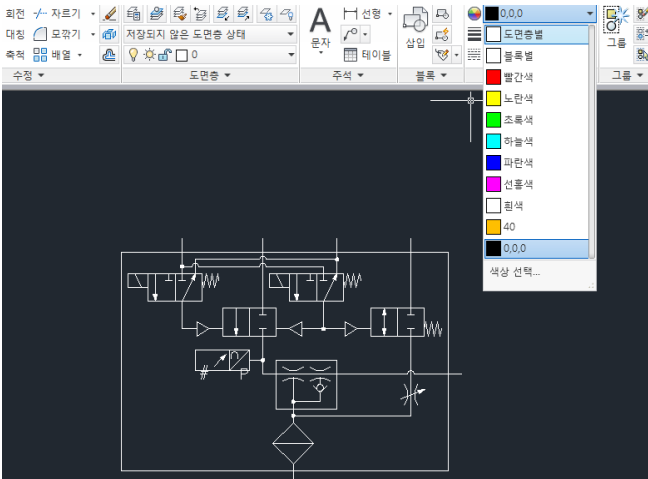 회전 자르기 선형 0,0,0
대칭 모깎기 저장되지 않은 도면층 상태 문자 삽입 도면층별 그룹
축척 배열 0 테이블 블록별
수정 도면층 주석 블록 빨간색 그룹
노란색
초록색
하늘색
파란색
선홍색
흰색
40
0,0,0
색상 선택...
P